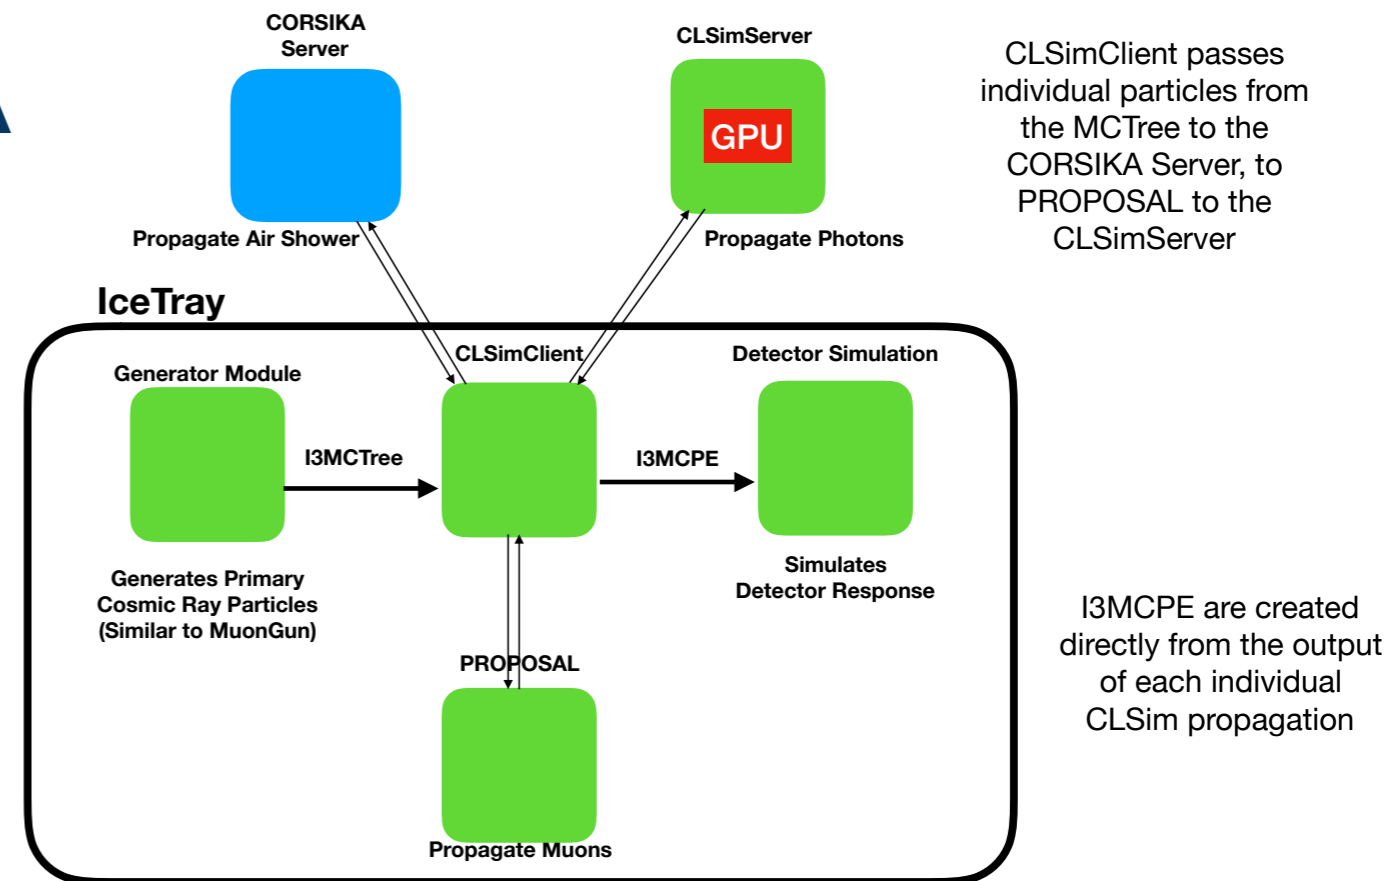 CORSIKA
Server
Propagate Air Shower
CLSimServer
GPU
Propagate Photons
CLSimClient passes
individual particles from
the MCTree to the
CORSIKA Server, to
PROPOSAL to the
CLSimServer
IceTray
Generator Module
Generates Primary
Cosmic Ray Particles
(Similar to MuonGun)
I3MCTree
CLSimClient
I3MCPE
Detector Simulation
Simulates
Detector Response
PROPOSAL
Propagate Muons
I3MCPE are created
directly from the output
of each individual
CLSim propagation